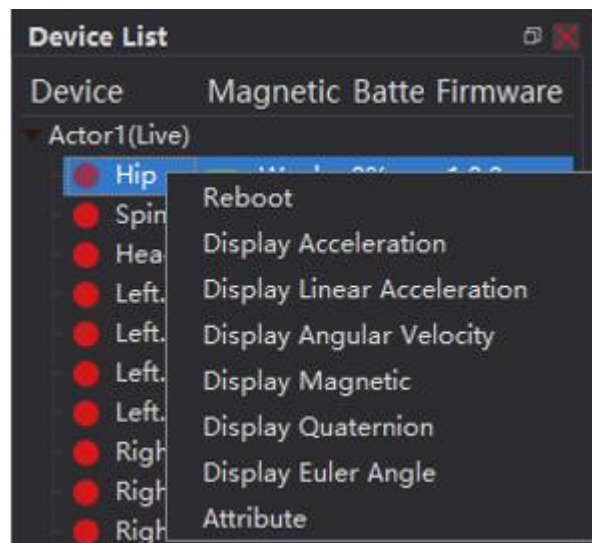 Device List
Device Magnetic Batte Firmware
Actor1(Live)
Hip
Spin
Hea
Left.
Left.
Left.
Left.
Righ
Righ
Righ
Reboot
Display Acceleration
Display Linear Acceleration
Display Angular Velocity
Display Magnetic
Display Quaternion
Display Euler Angle
Attribute